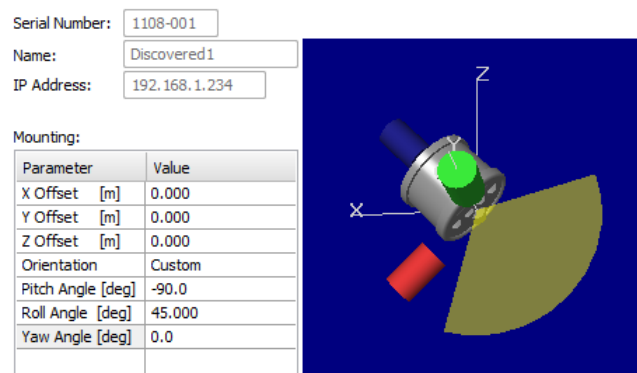 Serial Number: 1108-001
Name: Discovered1
IP Address: 192.168.1.234
Mounting:
Parameter Value
X Offset [m] 0.000
Y Offset [m] 0.000
Z Offset [m] 0.000
Orientation Custom
Pitch Angle [deg] -90.0
Roll Angle [deg] 45.000
Yaw Angle [deg] 0.0
Z
Y
X